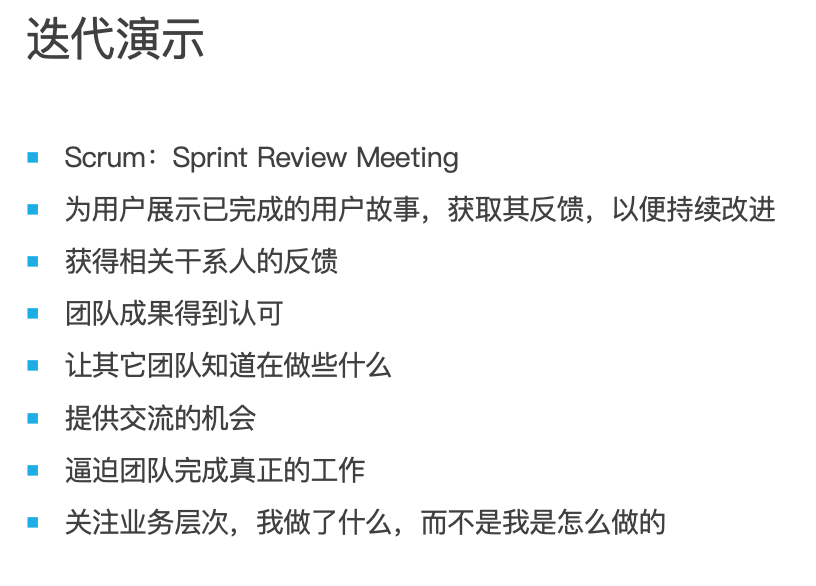 迭代演示
Scrum：Sprint Review Meeting
为用户展示已完成的用户故事，获取其反馈，以便持续改进
获得相关干系人的反馈
团队成果得到认可
让其它团队知道在做些什么
提供交流的机会
逼迫团队完成真正的工作
关注业务层次，我做了什么，而不是我是怎么做的